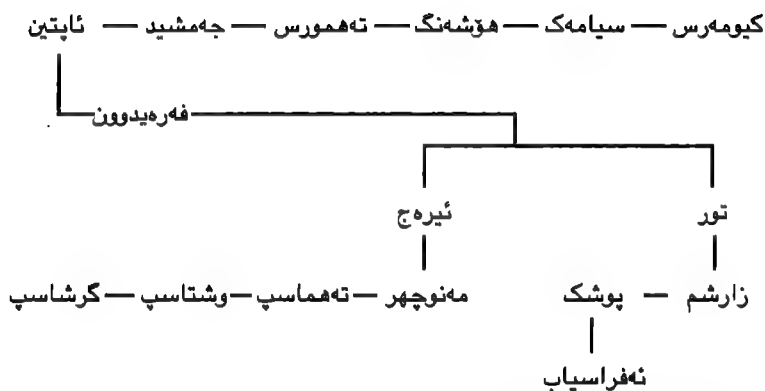 کیومەرس — سیامەک — هۆشەنگ — تەهمورس — جەمشید — ئاپتین
فەرەیدوون
تور ئیرەج
زارشم — پوشک مەنوچهر — تەهماسپ — وشتاسپ — گرشاسپ
ئەفراسیاب